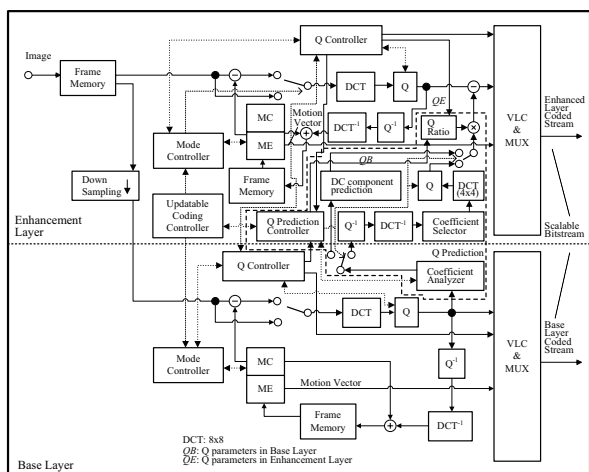 Image
Frame
Memory
Q Controller
DCT
Q
QE
MC
ME
Motion
Vector
DCT-1
Q-1
Q
Ratio
VLC
&
MUX
Enhanced
Layer
Coded
Stream
Mode
Controller
Frame
Memory
QB
DC component
prediction
Q
DCT
(4x4)
Down
Sampling
Updatable
Coding
Controller
Q Prediction
Controller
Q-1
DCT-1
Coefficient
Selector
Enhancement
Layer
Scalable
Bitstream
Q Prediction
Q Controller
Coefficient
Analyzer
DCT
Q
VLC
&
MUX
Base
Layer
Coded
Stream
Mode
Controller
MC
ME
Motion Vector
Q-1
Frame
Memory
DCT-1
DCT: 8x8
QB: Q parameters in Base Layer
QE: Q parameters in Enhancement Layer
Base Layer